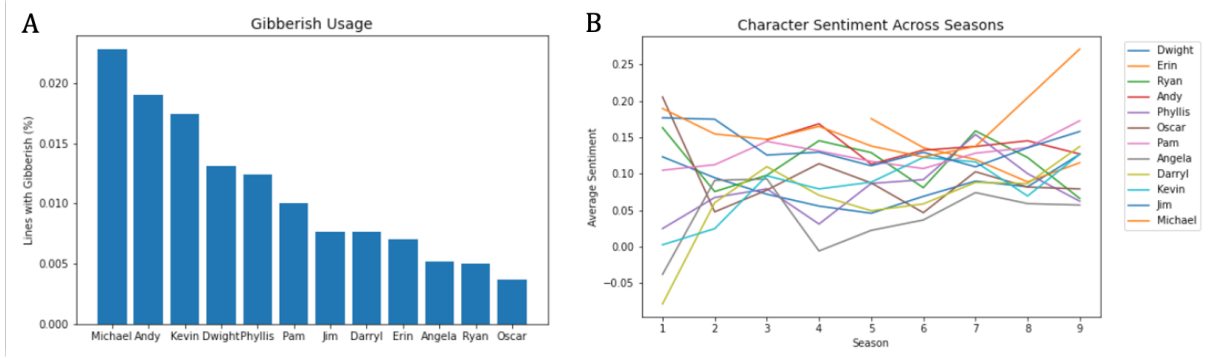 A
Gibberish Usage
Lines with Gibberish (%)
0.020
0.015
0.010
0.005
0.000
Michael Andy Kevin Dwight Phyllis Pam Jim Darryl Erin Angela Ryan Oscar
B
Character Sentiment Across Seasons
Average Sentiment
0.25
0.20
0.15
0.10
0.05
0.00
−0.05
1 2 3 4 5 6 7 8 9
Season
Dwight
Erin
Ryan
Andy
Phyllis
Oscar
Pam
Angela
Darryl
Kevin
Jim
Michael